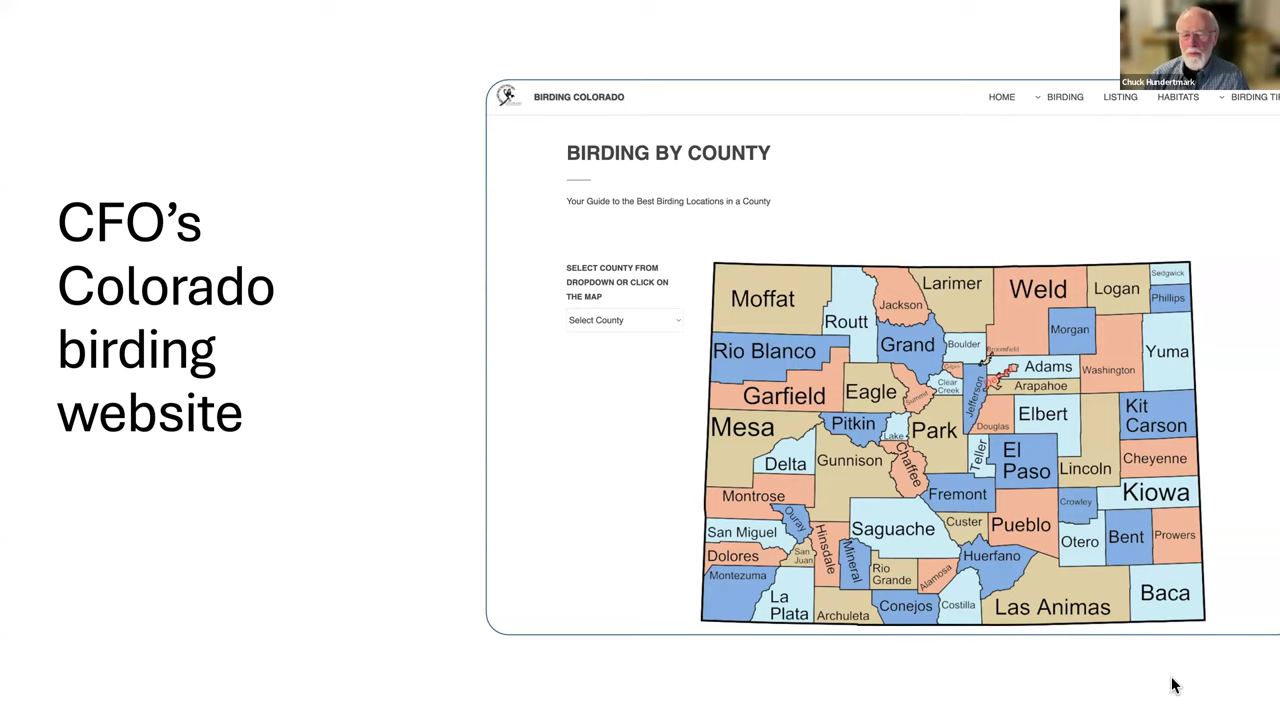 Chuck Hundertmark
CFO's
Colorado
birding
website
BIRDING COLORADO
HOME
BIRDING
LISTING
HABITATS
BIRDING TI
BIRDING BY COUNTY
Your Guide to the Best Birding Locations in a County
SELECT COUNTY FROM
DROPDOWN OR CLICK ON
THE MAP
Select County
Moffat
Routt
Jackson
Larimer
Weld
Logan
Sedgwick
Phillips
Rio Blanco
Grand
Boulder
Broomfield
Morgan
Yuma
Garfield
Eagle
Summit
Gilpin
Clear
Creek
Jefferson
Adams
Arapahoe
Washington
Mesa
Pitkin
Lake
Park
Douglas
Elbert
Kit
Carson
Delta
Gunnison
Chaffee
Teller
El
Paso
Lincoln
Cheyenne
Montrose
Fremont
Crowley
Kiowa
San Miguel
Ouray
Hinsdale
Saguache
Custer
Pueblo
Otero
Bent
Prowers
Dolores
San
Juan
Mineral
Rio
Grande
Alamosa
Huerfano
Montezuma
La
Plata
Archuleta
Conejos
Costilla
Las Animas
Baca